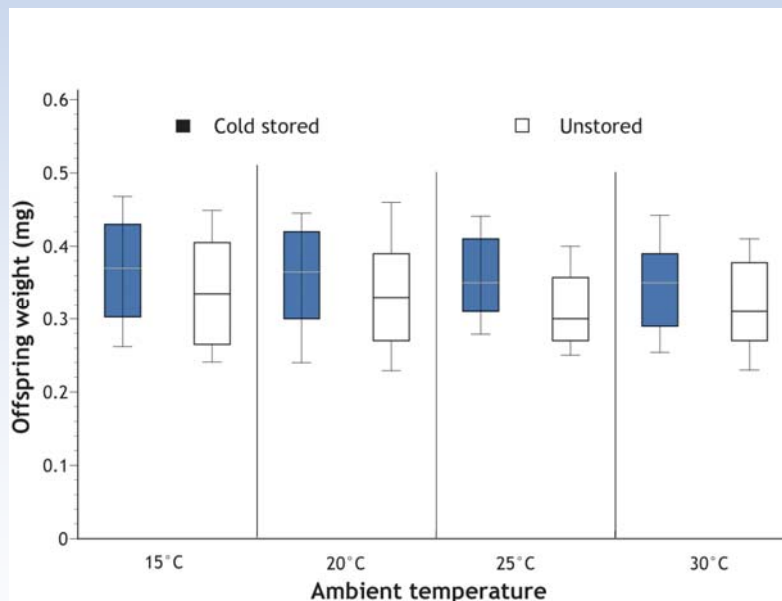 0.6
Cold stored
Unstored
0.5
0.4
0.3
0.2
0.1
0
Offspring weight (mg)
15°C
20°C
25°C
30°C
Ambient temperature